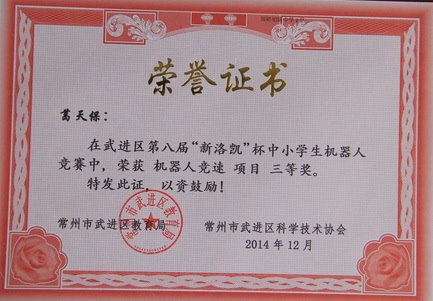 荣誉证书
葛天保：
在武进区第八届“新洛凯”杯中小学生机器人
竞赛中，荣获 机器人竞速 项目 三等奖。
特发此证，以资鼓励！
常州市武进区教育局 常州市武进区科学技术协会
2014年12月